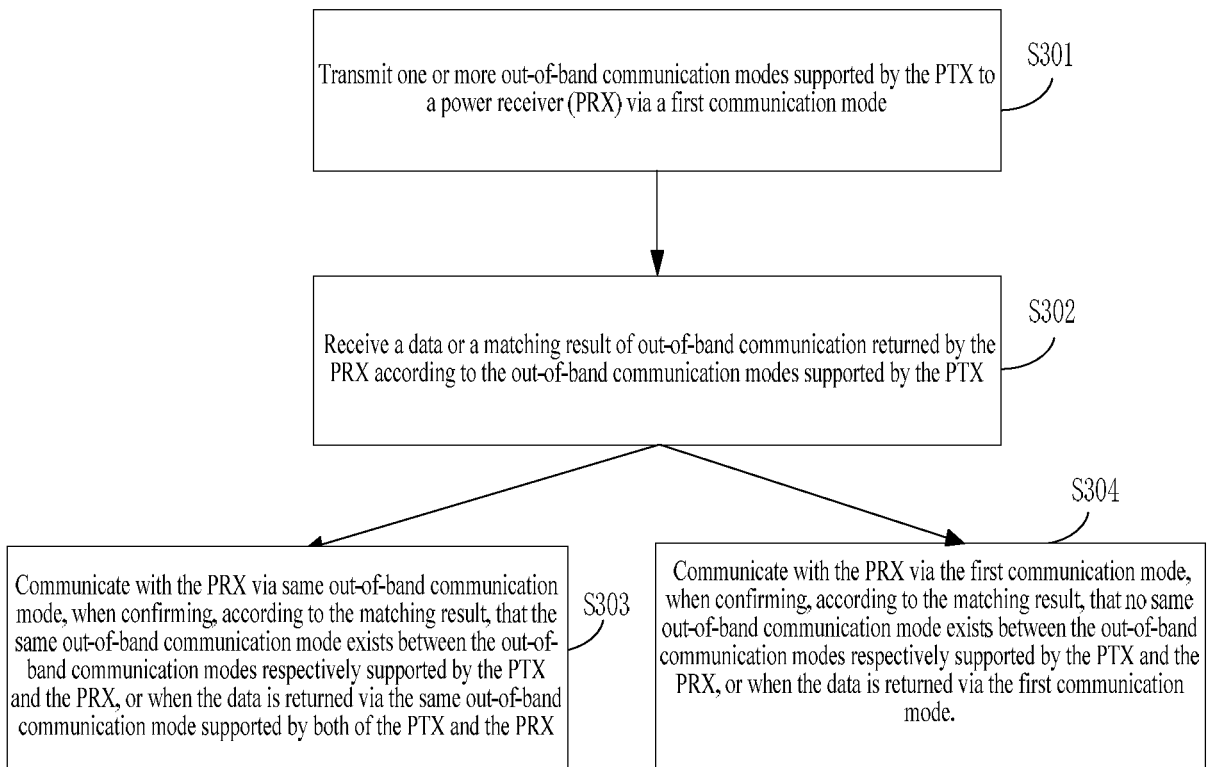 Transmit one or more out-of-band communication modes supported by the PTX to
a power receiver (PRX) via a first communication mode
S301
Receive a data or a matching result of out-of-band communication returned by the
PRX according to the out-of-band communication modes supported by the PTX
S302
Communicate with the PRX via same out-of-band communication
mode, when confirming, according to the matching result, that the
same out-of-band communication mode exists between the out-of-
band communication modes respectively supported by the PTX
and the PRX, or when the data is returned via the same out-of-band
communication mode supported by both of the PTX and the PRX
S303
S304
Communicate with the PRX via the first communication mode,
when confirming, according to the matching result, that no same
out-of-band communication mode exists between the out-of-band
communication modes respectively supported by the PTX and the
PRX, or when the data is returned via the first communication
mode.